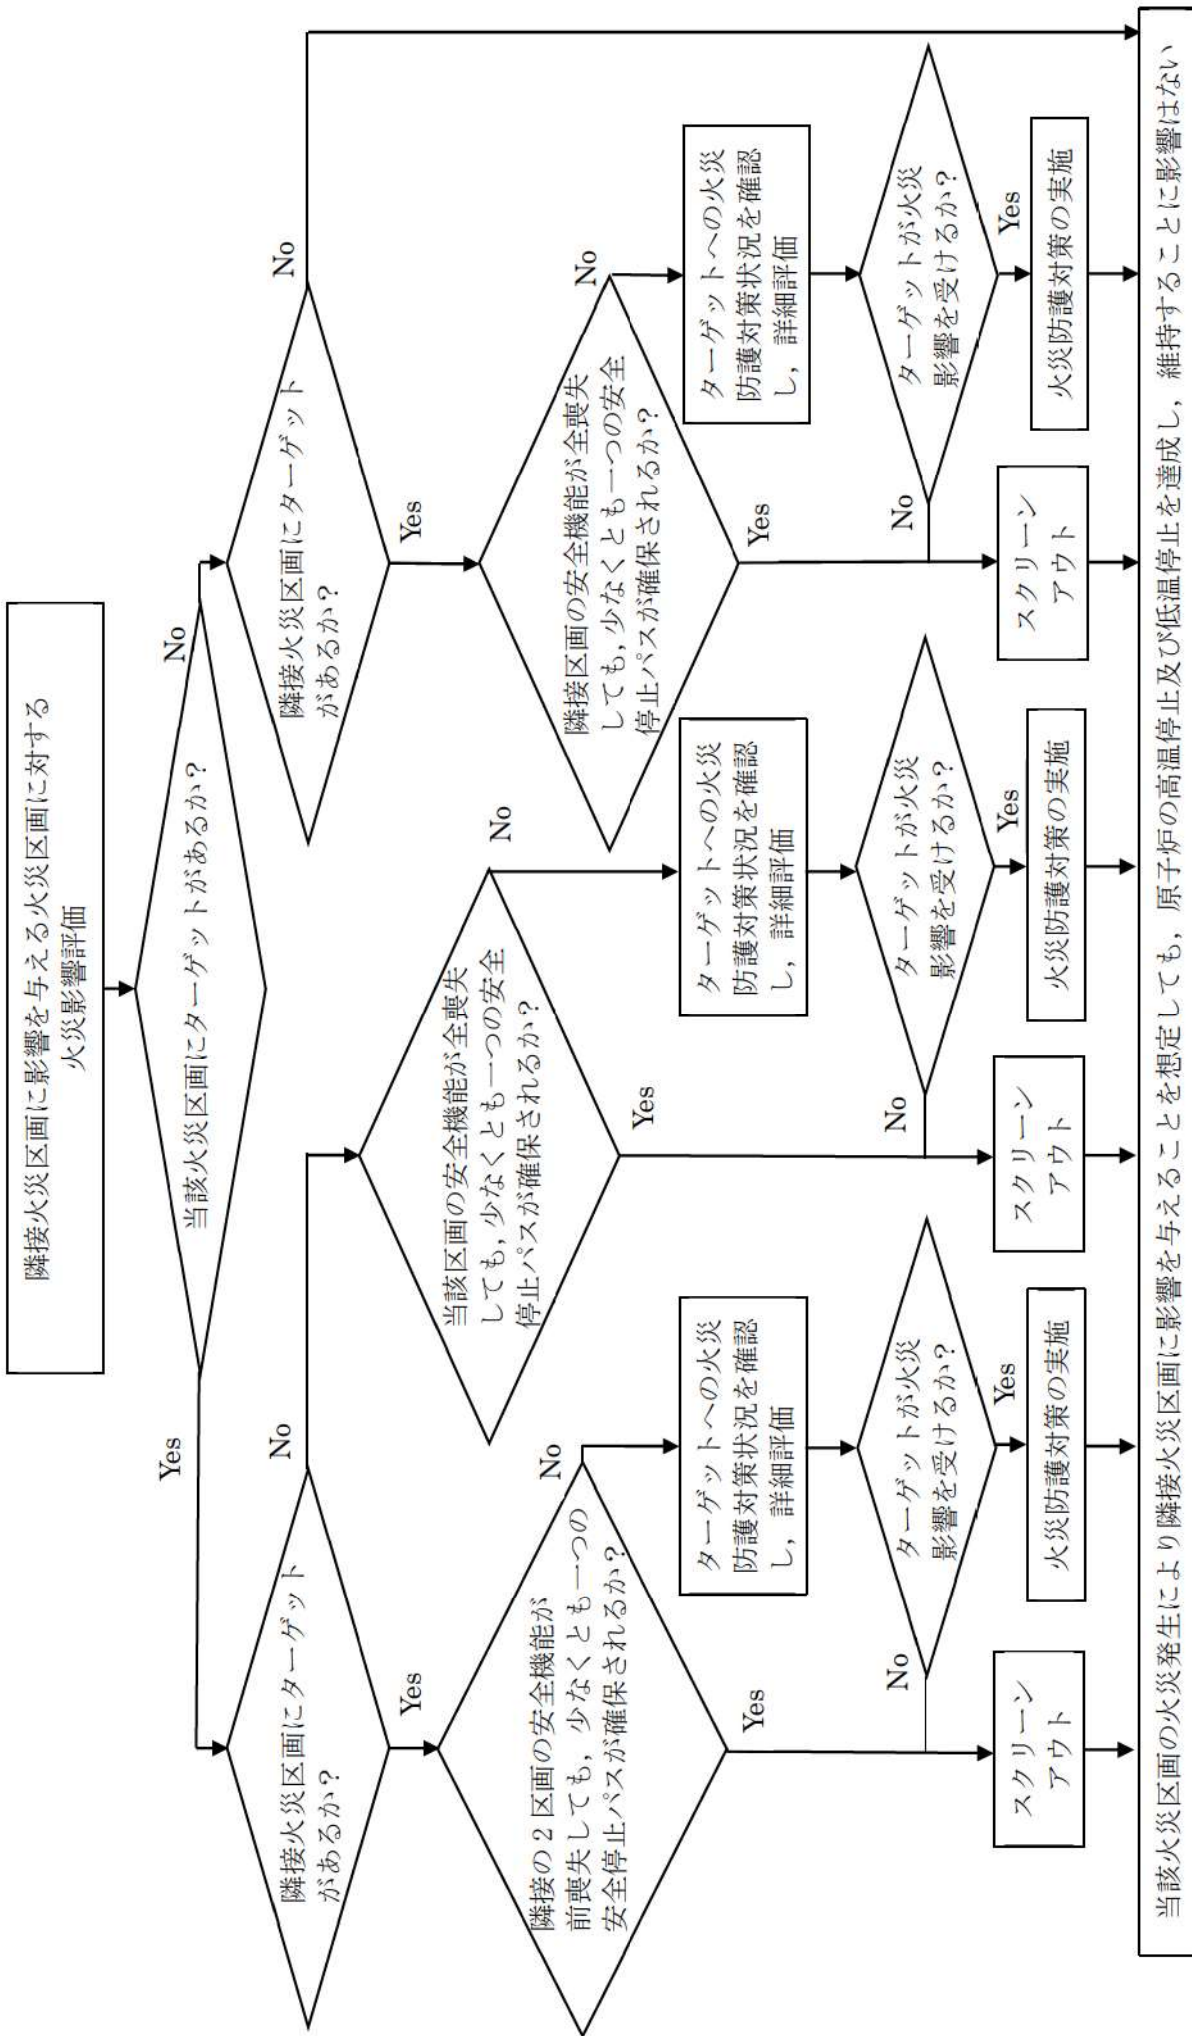 隣接火災区画に影響を与える火災区画に対する
火災影響評価
当該火災区画にターゲットがあるか?
Yes
No
隣接火災区画にターゲット
があるか?
No
Yes
隣接の2区画の安全機能が
前喪失しても，少なくとも一つの
安全停止パスが確保されるか?
No
Yes
ターゲットへの火災
防護対策状況を確認
し，詳細評価
ターゲットが火災
影響を受けるか?
No
Yes
スクリーン
アウト
火災防護対策の実施
当該区画の安全機能が全喪失
しても,少なくとも一つの安全
停止パスが確保されるか?
No
Yes
ターゲットへの火災
防護対策状況を確認
し，詳細評価
ターゲットが火災
影響を受けるか?
No
Yes
スクリーン
アウト
火災防護対策の実施
隣接火災区画にターゲット
があるか?
No
Yes
隣接区画の安全機能が全喪失
しても,少なくとも一つの安全
停止パスが確保されるか?
No
Yes
ターゲットへの火災
防護対策状況を確認
し，詳細評価
ターゲットが火災
影響を受けるか?
No
Yes
スクリーン
アウト
火災防護対策の実施
当該火災区画の火災発生により隣接火災区画に影響を与えることを想定しても，原子炉の高温停止及び低温停止を達成し，維持することに影響はない